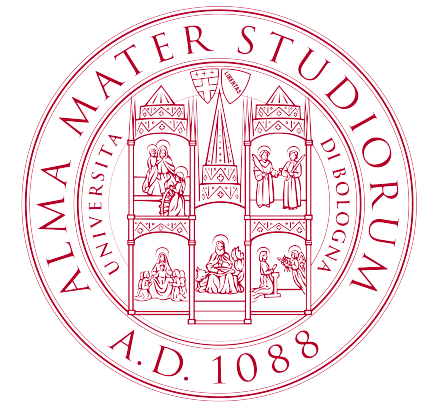 ALMA MATER STUDIORUM
UNIVERSITA DI BOLOGNA
LIBERTAS
A.D. 1088